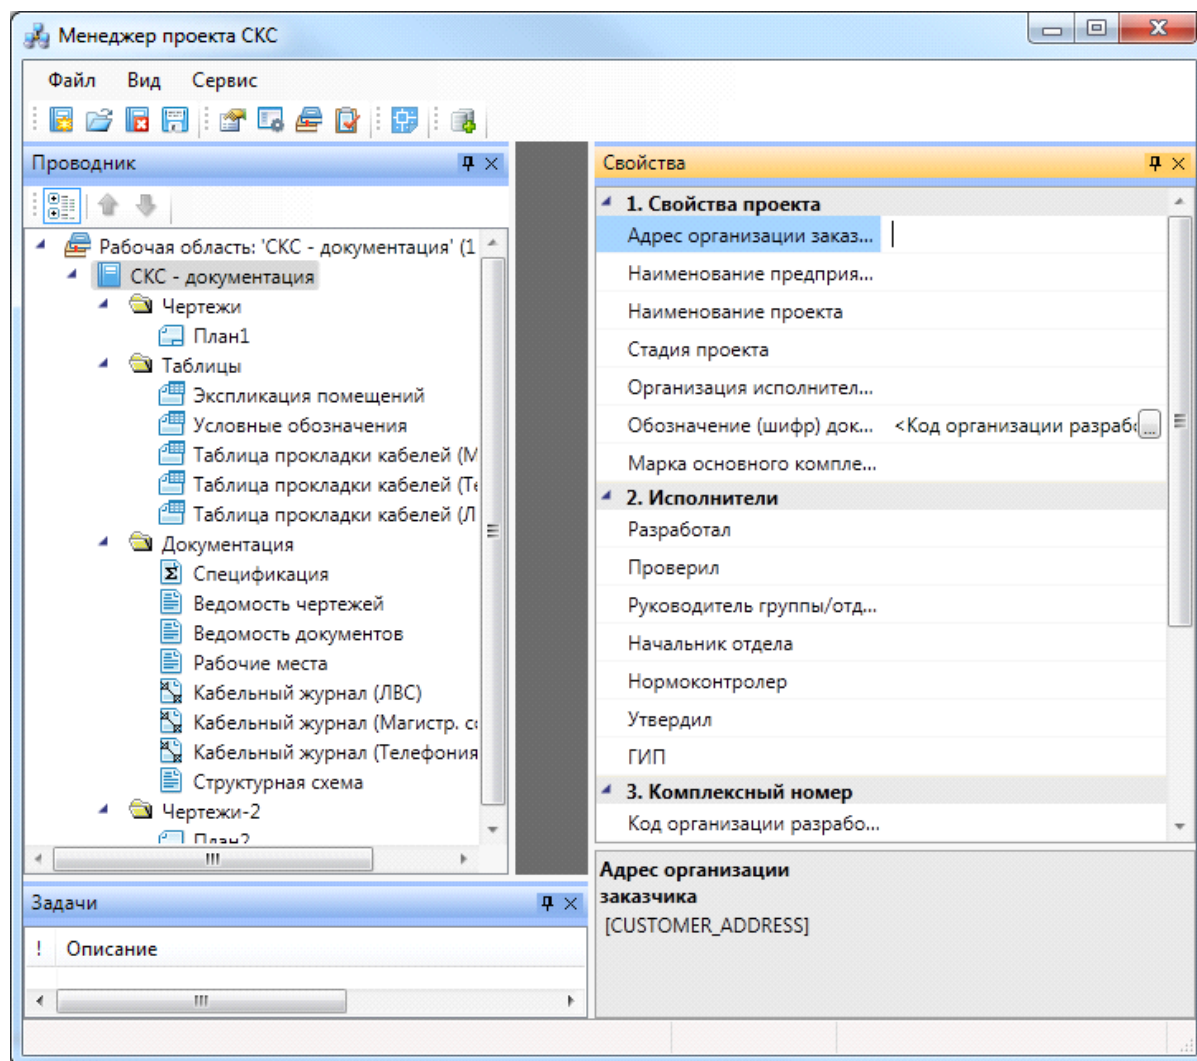 Менеджер проекта СКС
Файл Вид Сервис
Проводник
Рабочая область: 'СКС - документация' (1
СКС - документация
Чертежи
План1
Таблицы
Экспликация помещений
Условные обозначения
Таблица прокладки кабелей (М
Таблица прокладки кабелей (Те
Таблица прокладки кабелей (Л
Документация
Спецификация
Ведомость чертежей
Ведомость документов
Рабочие места
Кабельный журнал (ЛВС)
Кабельный журнал (Магистр. со
Кабельный журнал (Телефония
Структурная схема
Чертежи-2
План2
Задачи
! Описание
Свойства
1. Свойства проекта
Адрес организации заказ...
Наименование предприя...
Наименование проекта
Стадия проекта
Организация исполнител...
Обозначение (шифр) док... <Код организации разраб ...
Марка основного компле...
2. Исполнители
Разработал
Проверил
Руководитель группы/отд...
Начальник отдела
Нормоконтролер
Утвердил
ГИП
3. Комплексный номер
Код организации разрабо...
Адрес организации
заказчика
[CUSTOMER_ADDRESS]